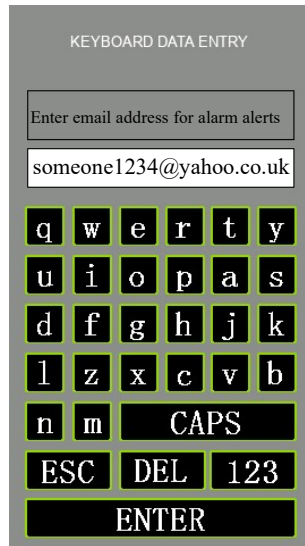 KEYBOARD DATA ENTRY
Enter email address for alarm alerts
someone1234@yahoo.co.uk
q w e r t y
u i o p a s
d f g h j k
l z x c v b
n m CAPS
ESC DEL 123
ENTER